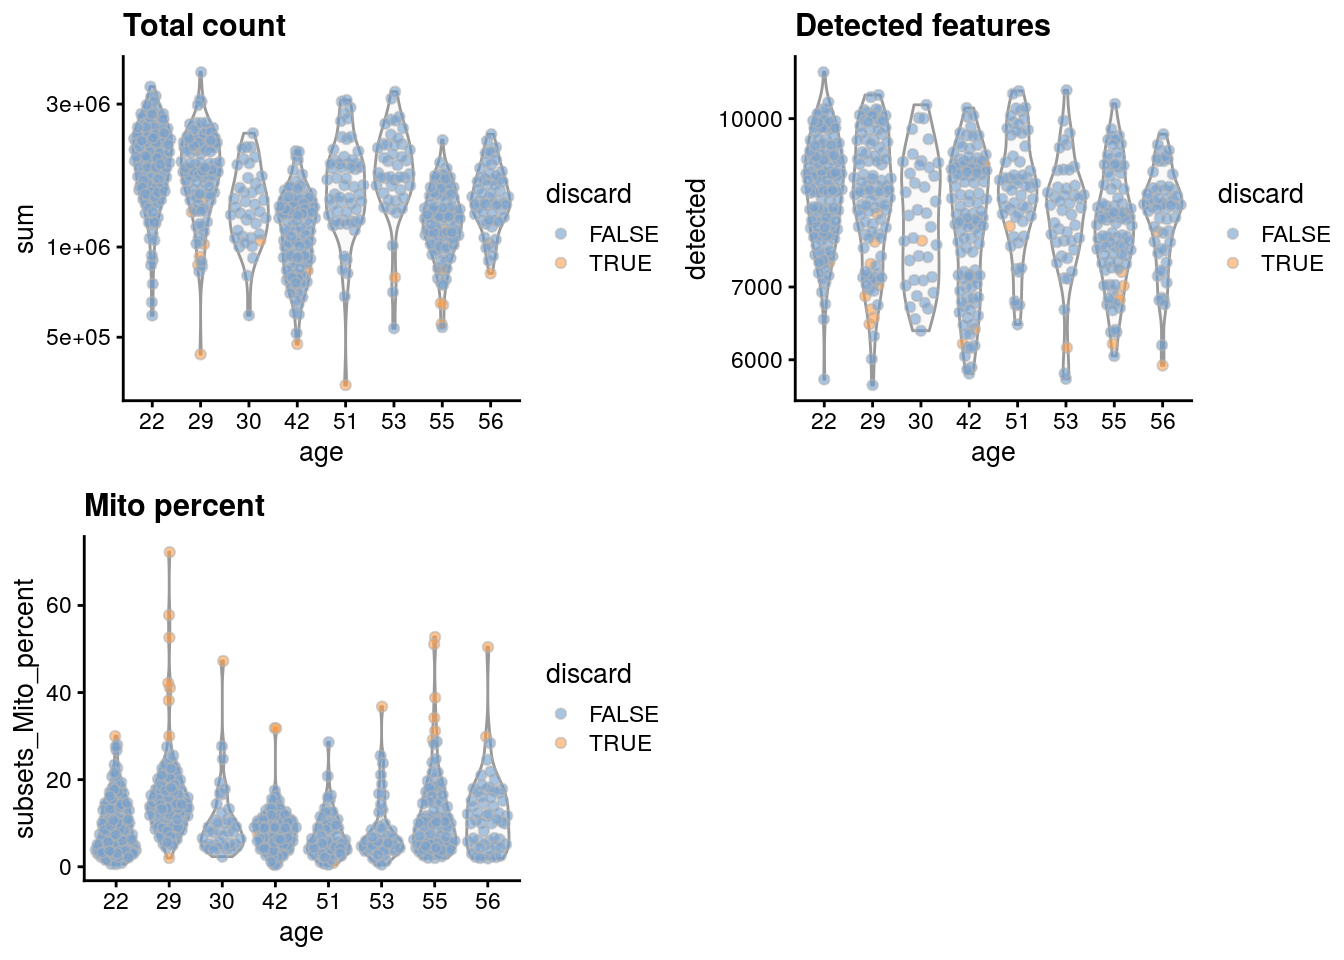 Total count
3e+06
1e+06
5e+05
sum
22 29 30 42 51 53 55 56
age
discard
FALSE
TRUE
Detected features
10000
7000
6000
detected
22 29 30 42 51 53 55 56
age
discard
FALSE
TRUE
Mito percent
60
40
20
0
subsets_Mito_percent
22 29 30 42 51 53 55 56
age
discard
FALSE
TRUE